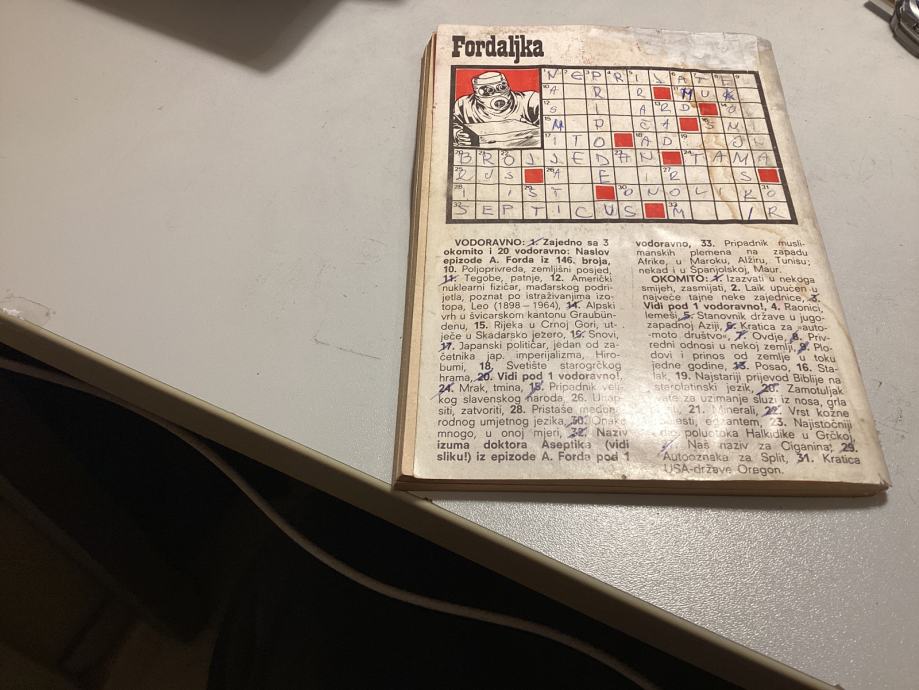 Fordaljka
N E P R I J A T E
A R R M U K
S I A R D
M P C A S M I
I T O A D J L
B R O J J E D A N T A M A
R U S A E R S
I S T O N O L I K O
S E P T I C U S M I R
VODORAVNO: 1. Zajedno sa 3
okomito i 20 vodoravno: Naslov
epizode A. Forda iz 146. broja,
10. Poljoprivreda, zemljišni posjed,
11. Tegobe, patnje, 12. Američki
nuklearni fizičar, mađarskog podri-
jetla, poznat po istraživanjima izo-
topa, Leo (1898 — 1964), 14. Alpski
vrh u švicarskom kantonu Graubün-
denu, 15. Rijeka u Crnoj Gori, ut-
ječe u Skadarsko jezero, 16. Snovi,
17. Japanski političar, jedan od za-
četnika jap. imperijalizma, Hiro-
bumi, 18. Svetište starogrčkog
hrama, 20. Vidi pod 1 vodoravno!,
24. Mrak, tmina, 25. Pripadnik veli-
kog slavenskog naroda, 26.
siti, zatvoriti, 28. Pristaše međun-
rodnog umjetnog jezika, 30. Onako
mnogo, u onoj mjeri, 32. Naziv
izuma doktora Aseptika (vidi
sliku!) iz epizode A. Forda pod 1
vodoravno, 33. Pripadnik musli-
manskih plemena na zapadu
Afrike, u Maroku, Alžiru, Tunisu;
nekad i u Španjolskoj, Maur.
OKOMITO: 1. Izazvati u nekoga
smijeh, zasmijati, 2. Laik upućen u
najveće tajne neke zajednice, 3.
Vidi pod 1 vodoravno!, 4. Raonici,
lemeši, 5. Stanovnik države u jugo-
zapadnoj Aziji, 6. Kratica za »auto-
-moto društvo«, 7. Ovdje, 8. Priv-
redni odnosi u nekoj zemlji, 9. Plo-
dovi i prinos od zemlje u toku
jedne godine, 13. Posao, 16. Sta-
lak, 19. Najstariji prijevod Biblije na
starolatinski jezik, 20. Zamotuljak
vate za uzimanje sluzi iz nosa, grla
21. Minerali, 22. Vrst kožne
bolesti, egzantem, 23. Najistočniji
dio poluotoka Halkidike u Grčkoj,
Naš naziv za Ciganina, 29.
Autooznaka za Split, 31. Kratica
USA-države Oregon.